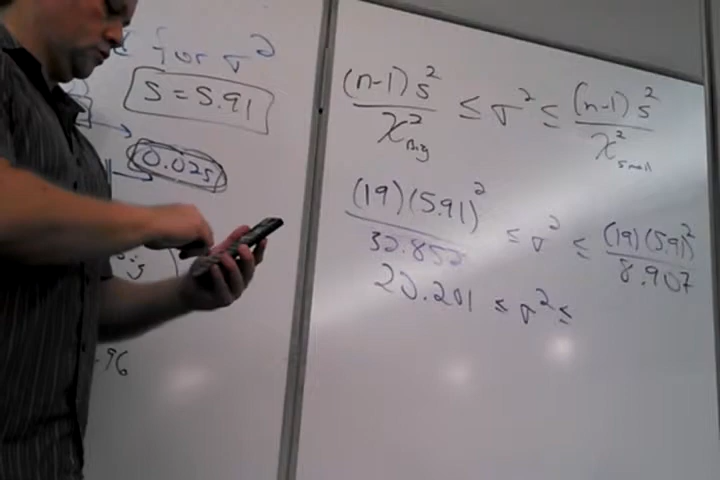 for σ²
S = 5.91
0.025
.96
(n-1) s² / χ²Big ≤ σ² ≤ (n-1) s² / χ²small
(19)(5.91)² / 32.852 ≤ σ² ≤ (19)(5.91)² / 8.907
20.201 ≤ σ² ≤